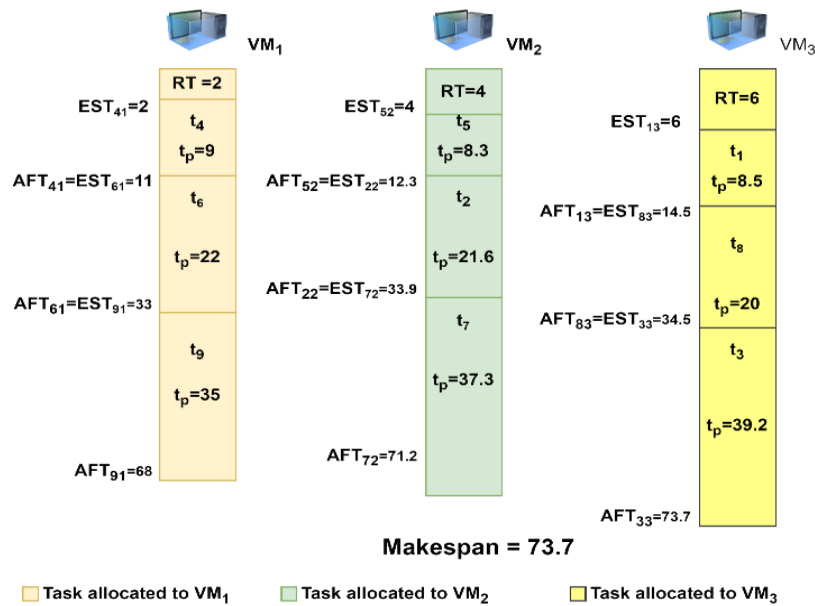 VM₁
RT =2
EST₄₁=2
t₄
tₚ=9
AFT₄₁=EST₆₁=11
t₆
tₚ=22
AFT₆₁=EST₉₁=33
t₉
tₚ=35
AFT₉₁=68
VM₂
RT=4
EST₅₂=4
t₅
tₚ=8.3
AFT₅₂=EST₂₂=12.3
t₂
tₚ=21.6
AFT₂₂=EST₇₂=33.9
t₇
tₚ=37.3
AFT₇₂=71.2
VM₃
RT=6
EST₁₃=6
t₁
tₚ=8.5
AFT₁₃=EST₈₃=14.5
t₈
tₚ=20
AFT₈₃=EST₃₃=34.5
t₃
tₚ=39.2
AFT₃₃=73.7
Makespan = 73.7
Task allocated to VM₁
Task allocated to VM₂
Task allocated to VM₃